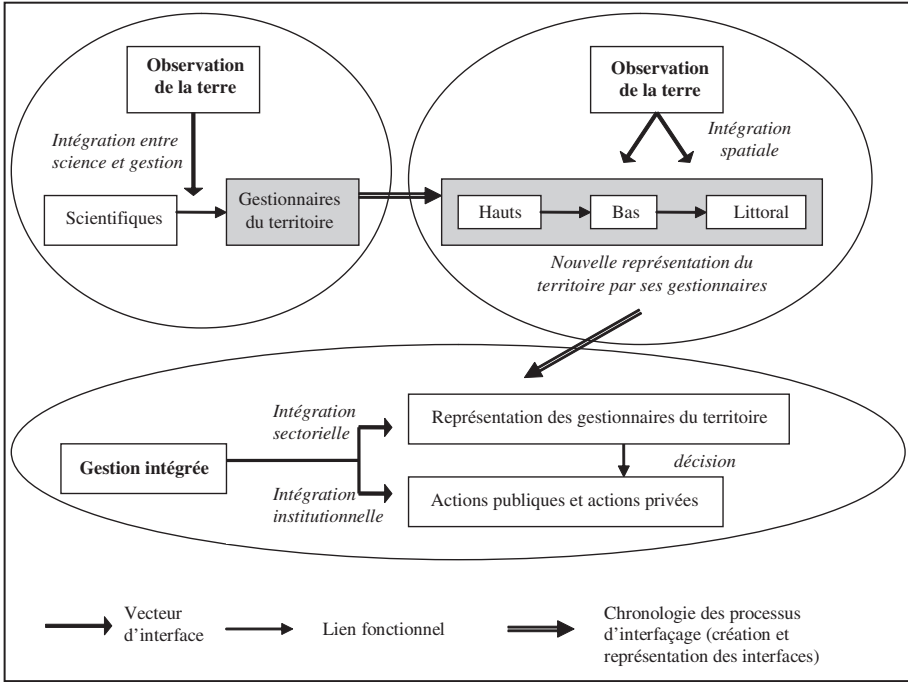 Observation
de la terre
Intégration entre
science et gestion
Scientifiques
Gestionnaires
du territoire
Observation
de la terre
Intégration
spatiale
Hauts
Bas
Littoral
Nouvelle représentation du
territoire par ses gestionnaires
Intégration
sectorielle
Représentation des gestionnaires du territoire
Gestion intégrée
décision
Intégration
institutionnelle
Actions publiques et actions privées
Vecteur
d'interface
Lien fonctionnel
Chronologie des processus
d'interfaçage (création et
représentation des interfaces)